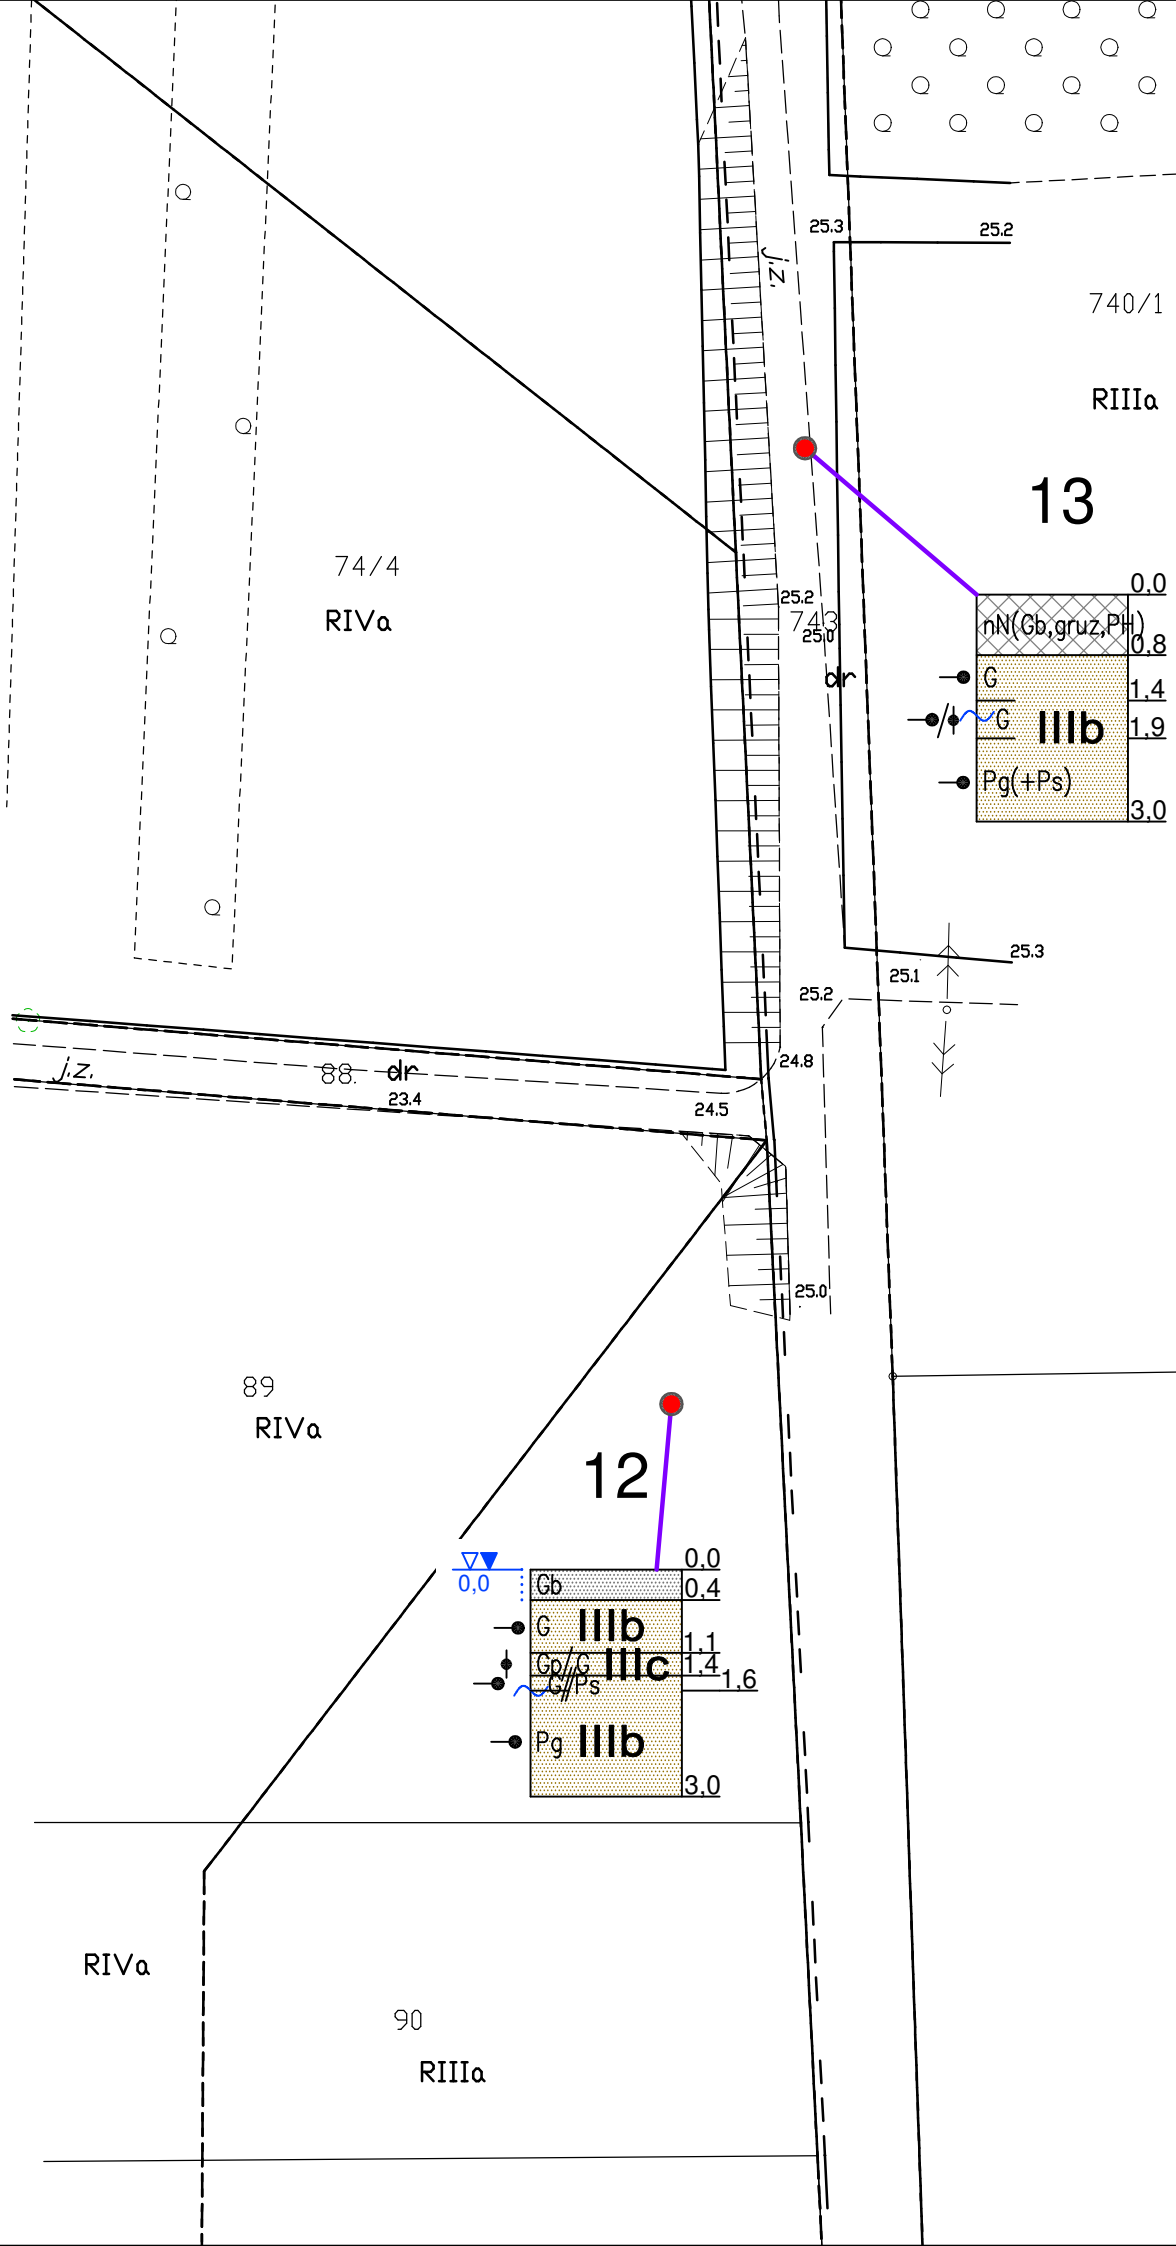 25.3
25.2
j.z.
740/1
RIIIa
13
74/4
RIVa
0,0
nN(Gb,gruz,PH)
0,8
25.2
743
25.0
dr
G
1,4
G
IIIb
1,9
Pg(+Ps)
3,0
25.3
25.1
25.2
24.8
j.z.
88.
dr
23.4
24.5
25.0
89
RIVa
12
0,0
0,0
Gb
0,4
G
IIIb
1,1
Gp//G
IIIc
1,4
G//Ps
1,6
Pg
IIIb
3,0
RIVa
90
RIIIa